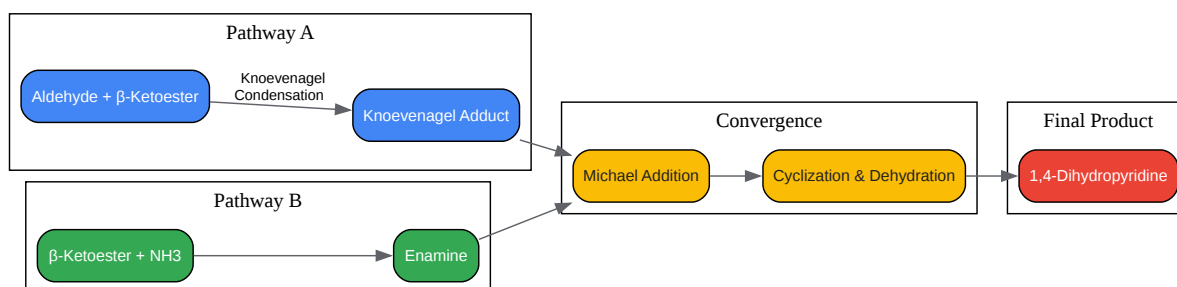 Pathway A
Aldehyde + β-Ketoester
Knoevenagel
Condensation
Knoevenagel Adduct
Pathway B
β-Ketoester + NH3
Enamine
Convergence
Michael Addition
Cyclization & Dehydration
Final Product
1,4-Dihydropyridine